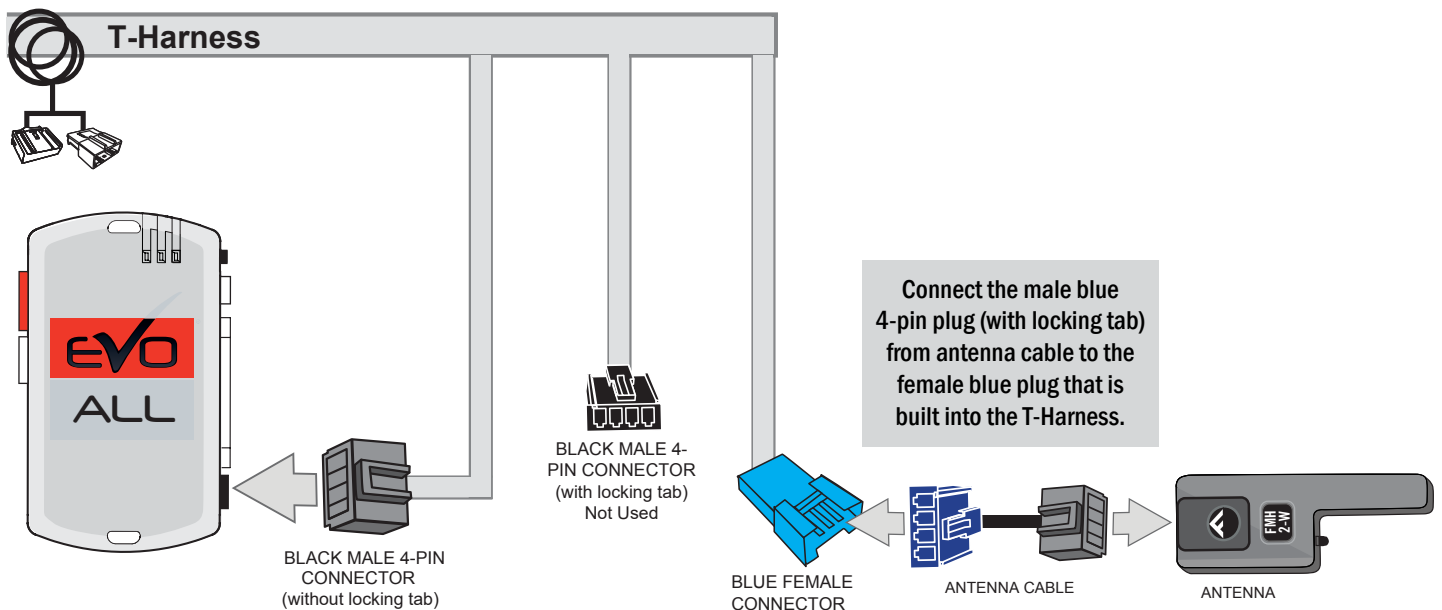 T-Harness
EVO
ALL
Connect the male blue
4-pin plug (with locking tab)
from antenna cable to the
female blue plug that is
built into the T-Harness.
BLACK MALE 4-
PIN CONNECTOR
(with locking tab)
Not Used
BLACK MALE 4-PIN
CONNECTOR
(without locking tab)
BLUE FEMALE
CONNECTOR
ANTENNA CABLE
FMH
2-W
ANTENNA